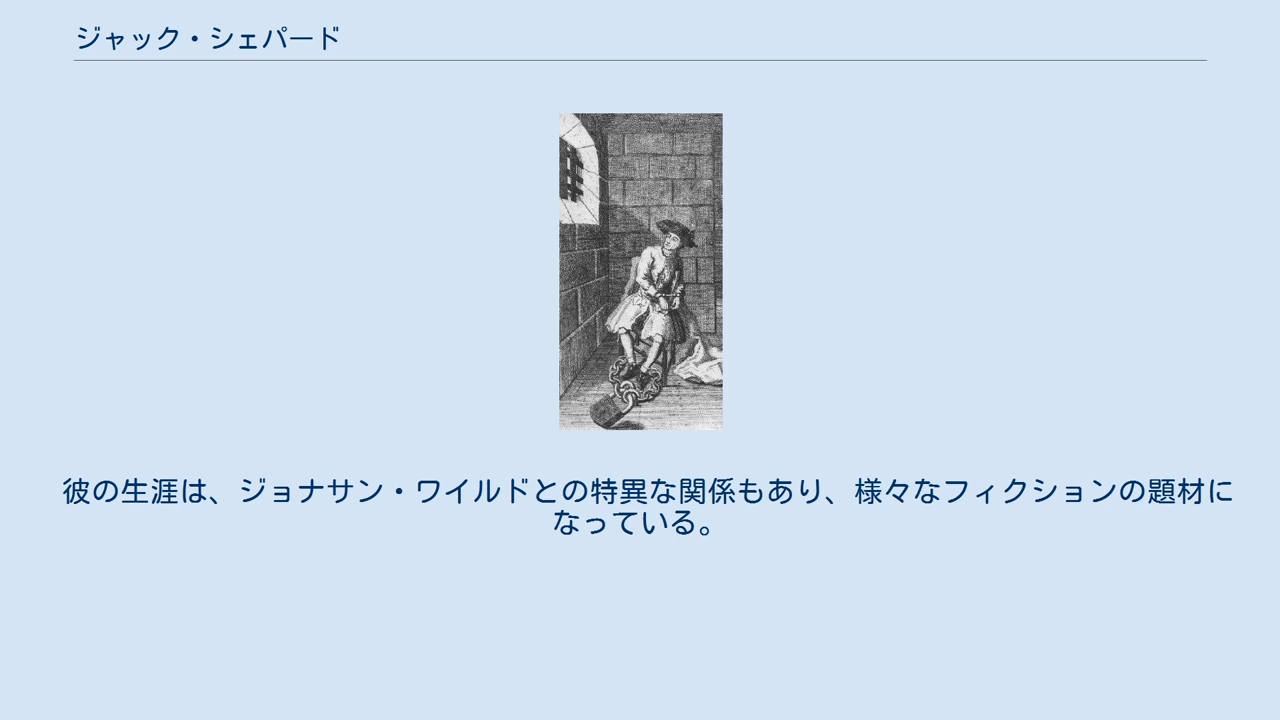 ジャック・シェパード
彼の生涯は、ジョナサン・ワイルドとの特異な関係もあり、様々なフィクションの題材に
なっている。